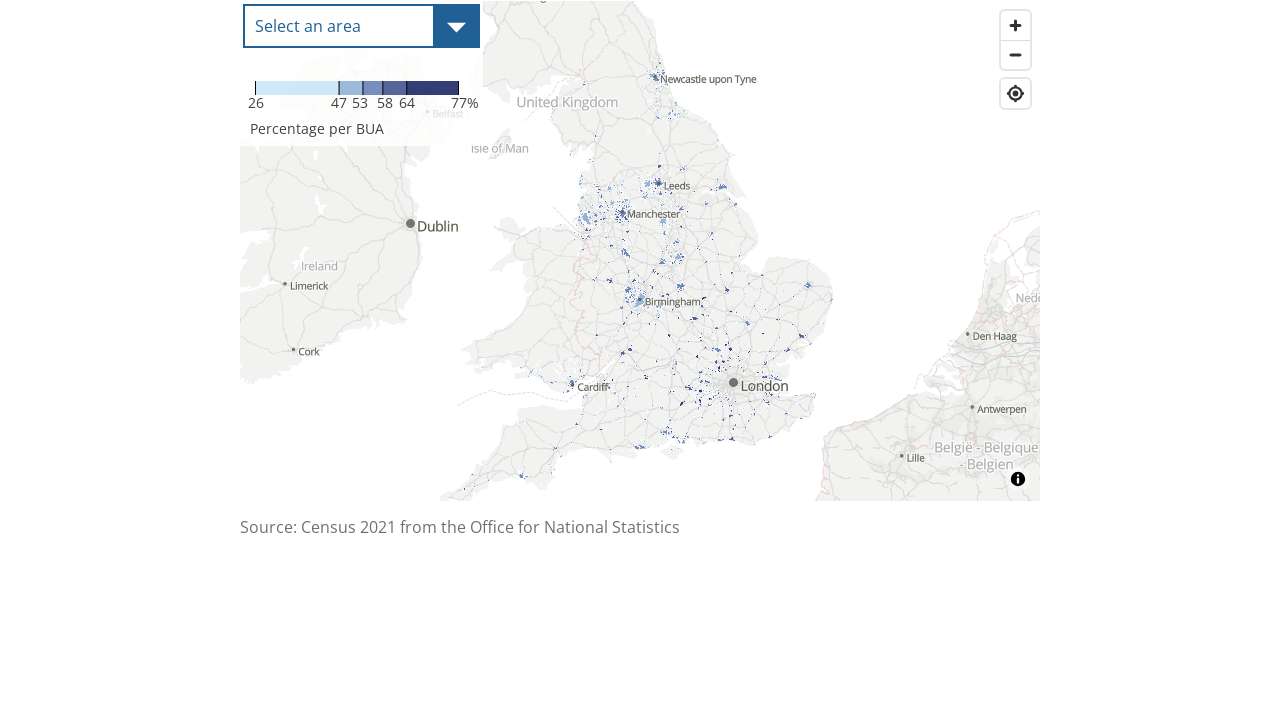 Select an area
26 47 53 58 64 77%
Percentage per BUA
Newcastle upon Tyne
United Kingdom
Belfast
Isle of Man
Leeds
Manchester
Dublin
Ireland
Limerick
Birmingham
Cork
Den Haag
Cardiff
London
Antwerpen
België - Belgique
- Belgien
Lille
Source: Census 2021 from the Office for National Statistics